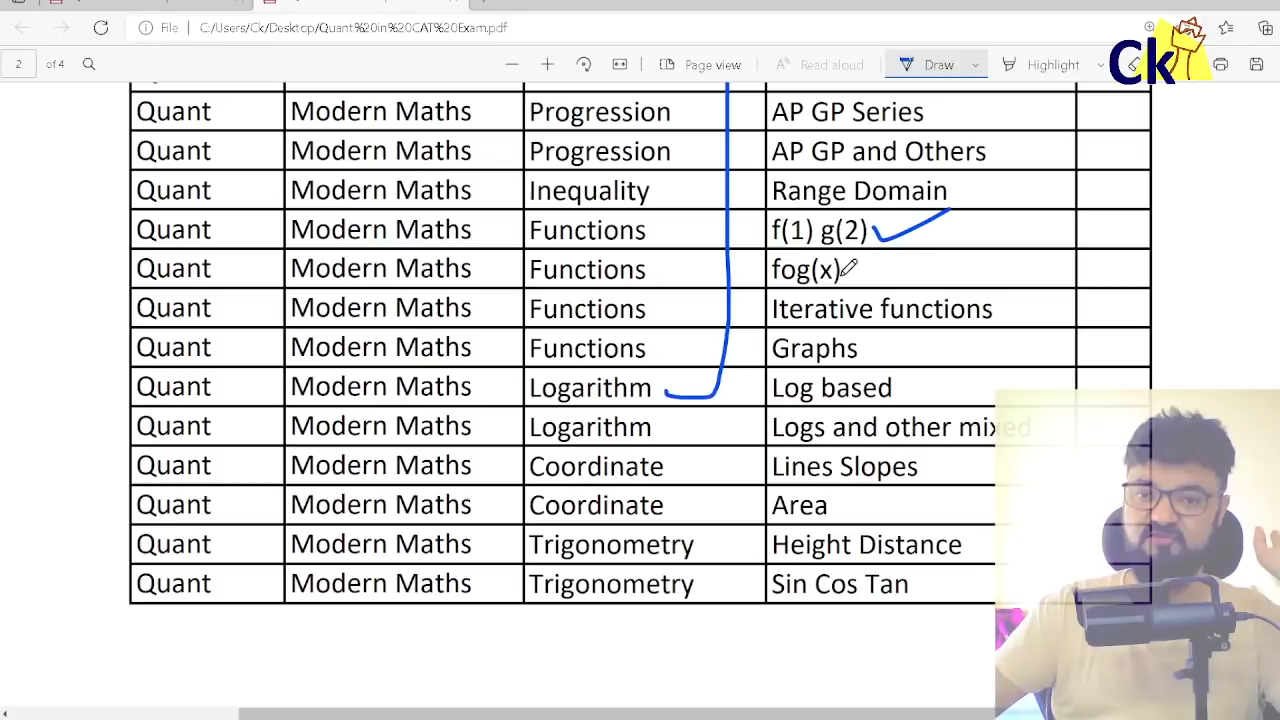 File C:/Users/Ck/Desktop/Quant%20in%20CAT%20Exam.pdf
2 of 4 Page view Read aloud Draw Highlight
Ck
Quant Modern Maths Progression AP GP Series
Quant Modern Maths Progression AP GP and Others
Quant Modern Maths Inequality Range Domain
Quant Modern Maths Functions f(1) g(2)
Quant Modern Maths Functions fog(x)
Quant Modern Maths Functions Iterative functions
Quant Modern Maths Functions Graphs
Quant Modern Maths Logarithm Log based
Quant Modern Maths Logarithm Logs and other mixed
Quant Modern Maths Coordinate Lines Slopes
Quant Modern Maths Coordinate Area
Quant Modern Maths Trigonometry Height Distance
Quant Modern Maths Trigonometry Sin Cos Tan